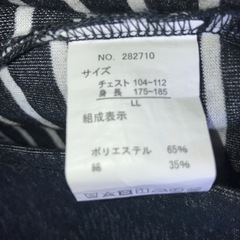 NO. 282710
サイズ
チェスト 104~112
身長 175~185
LL
組成表示
ポリエステル 65%
綿 35%